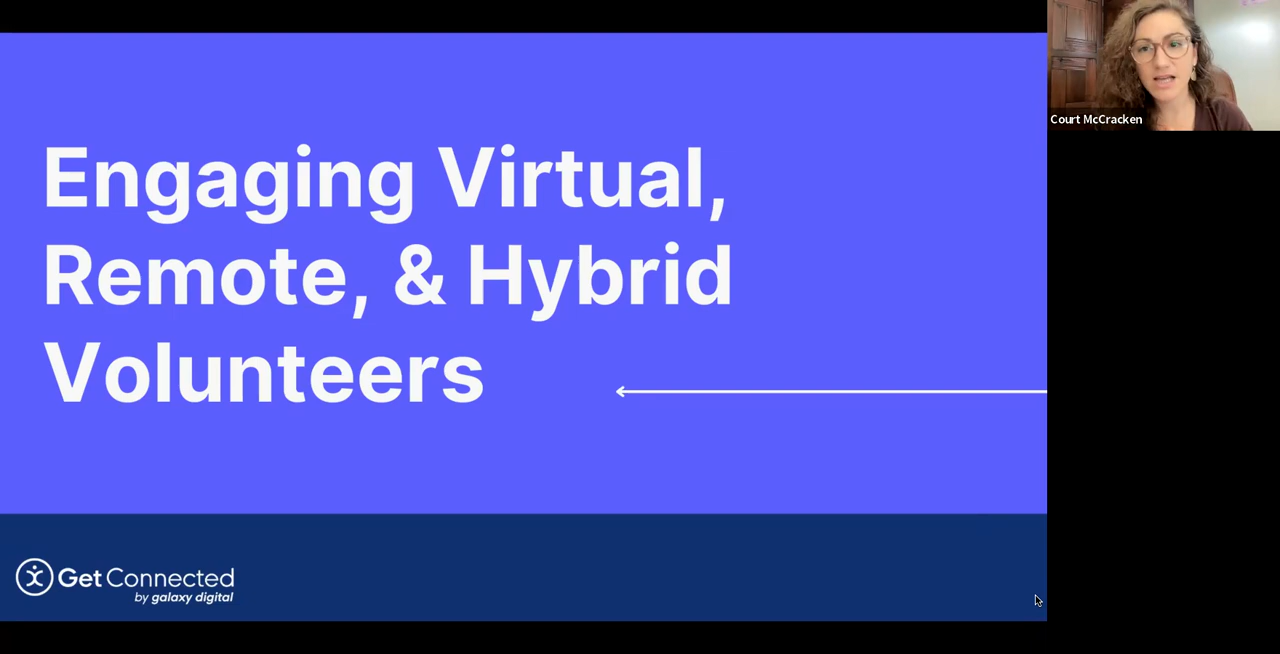 Engaging Virtual,
Remote, & Hybrid
Volunteers
Get Connected
by galaxy digital
Court McCracken